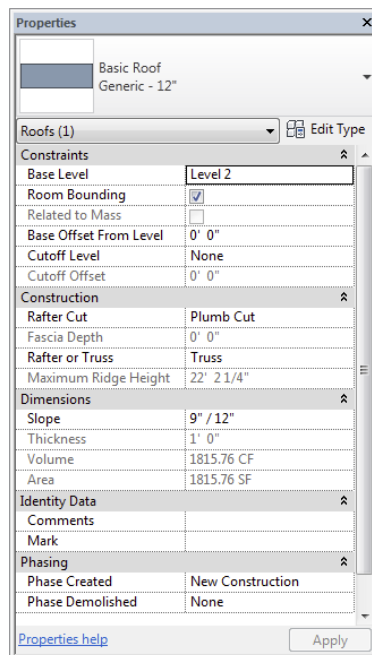 Properties
Basic Roof
Generic - 12"
Roofs (1) Edit Type
Constraints
Base Level Level 2
Room Bounding
Related to Mass
Base Offset From Level 0' 0"
Cutoff Level None
Cutoff Offset 0' 0"
Construction
Rafter Cut Plumb Cut
Fascia Depth 0' 0"
Rafter or Truss Truss
Maximum Ridge Height 22' 2 1/4"
Dimensions
Slope 9" / 12"
Thickness 1' 0"
Volume 1815.76 CF
Area 1815.76 SF
Identity Data
Comments
Mark
Phasing
Phase Created New Construction
Phase Demolished None
Properties help Apply